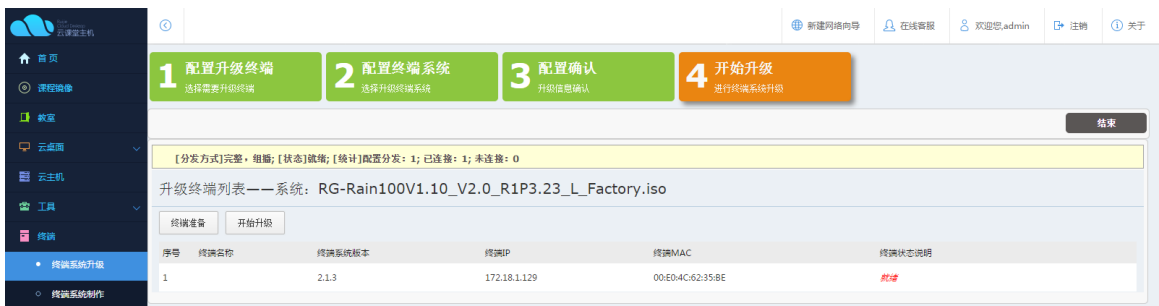 云课堂主机
新建网络向导
在线客服
欢迎您,admin
注销
关于
首页
课程镜像
教室
云桌面
云主机
工具
终端
终端系统升级
终端系统制作
1 配置升级终端
选择需要升级终端
2 配置终端系统
选择升级终端系统
3 配置确认
升级信息确认
4 开始升级
进行终端系统升级
结束
[分发方式]完整,组播; [状态]就绪; [统计]配置分发: 1; 已连接: 1; 未连接: 0
升级终端列表——系统: RG-Rain100V1.10_V2.0_R1P3.23_L_Factory.iso
终端准备
开始升级
序号 终端名称 终端系统版本 终端IP 终端MAC 终端状态说明
1 2.1.3 172.18.1.129 00:E0:4C:62:35:BE 就绪